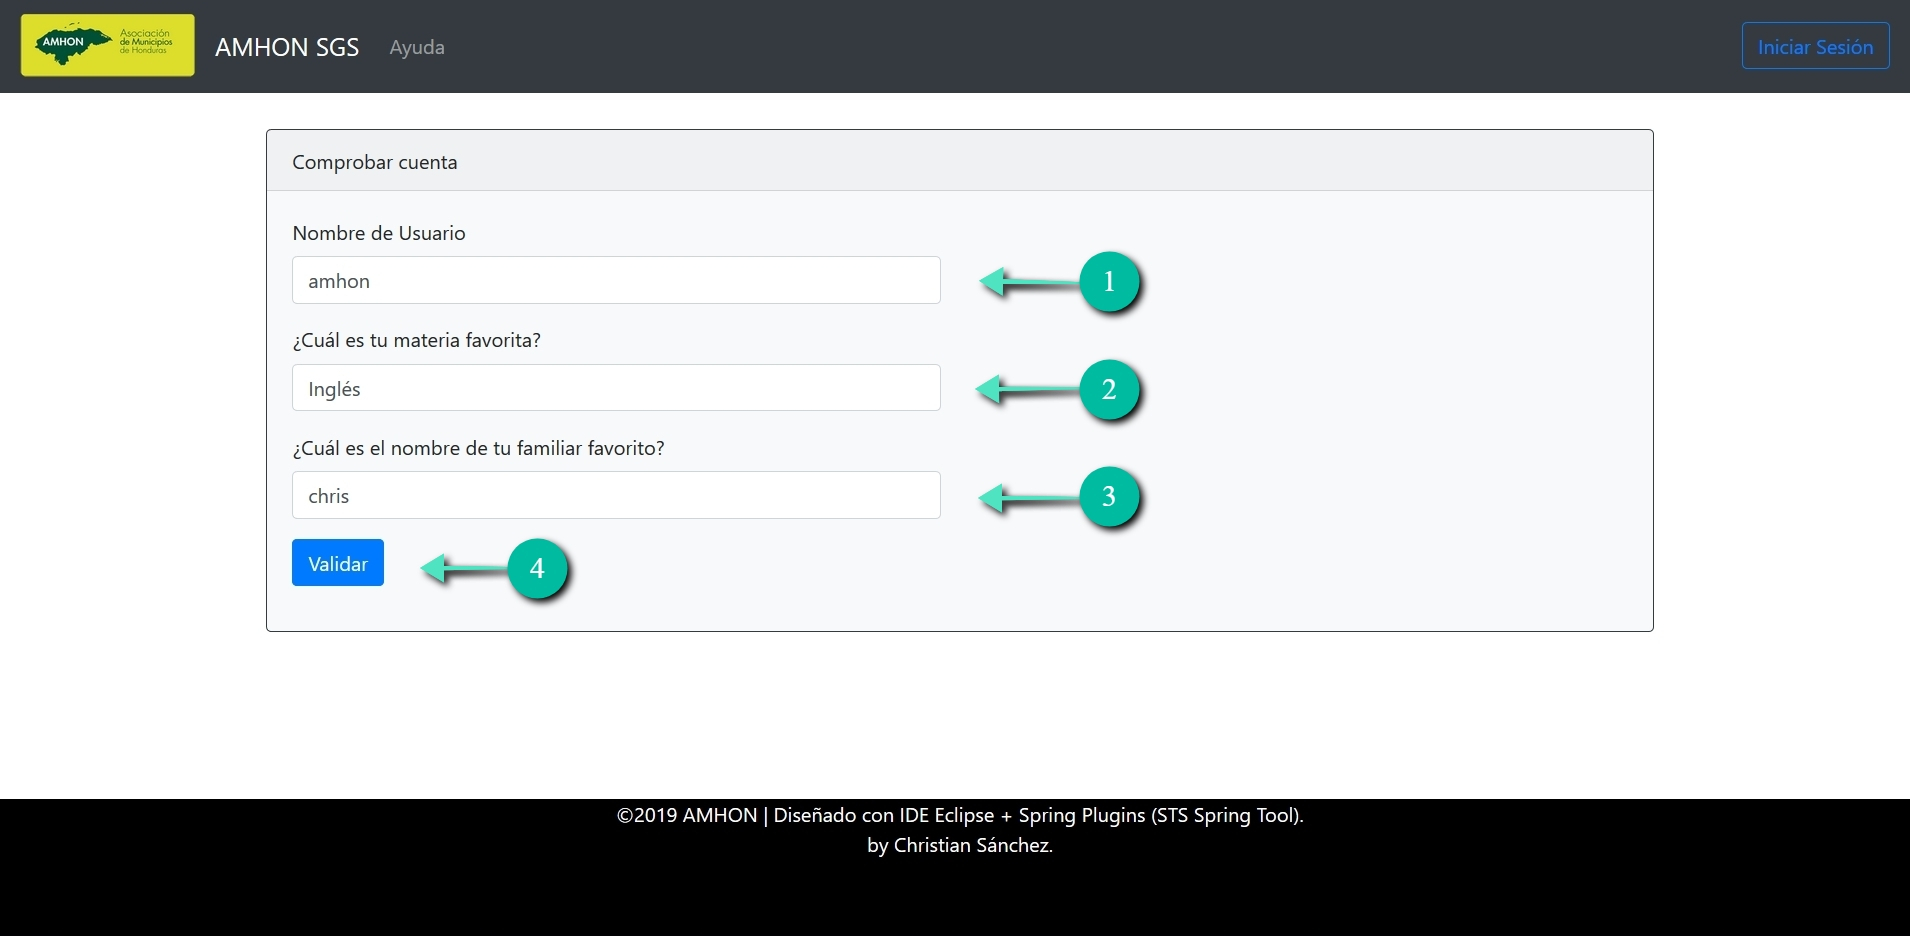 AMHON
Asociación
de Municipios
de Honduras
AMHON SGS
Ayuda
Iniciar Sesión
Comprobar cuenta
Nombre de Usuario
amhon
1
¿Cuál es tu materia favorita?
Inglés
2
¿Cuál es el nombre de tu familiar favorito?
chris
3
Validar
4
©2019 AMHON | Diseñado con IDE Eclipse + Spring Plugins (STS Spring Tool).
by Christian Sánchez.